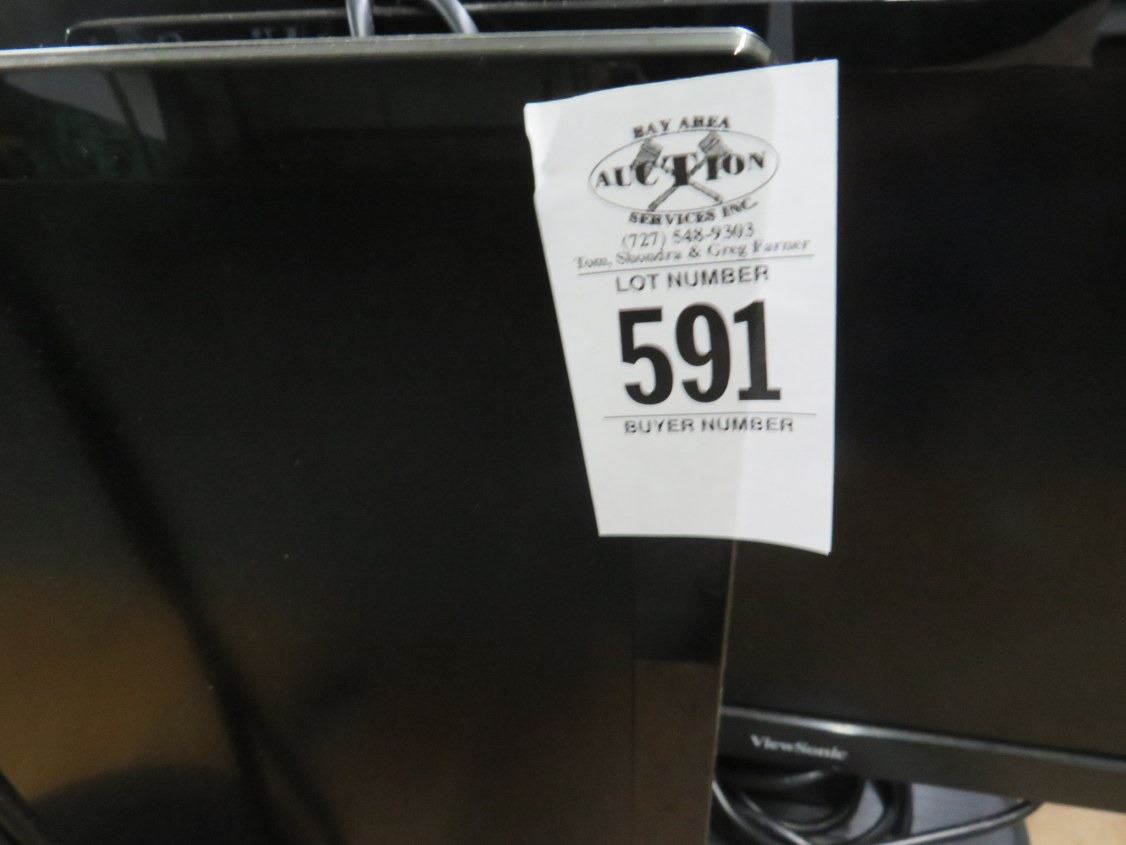 BAY AREA
AUCTION
SERVICES INC.
(727) 548-9303
Tom, Shondra & Greg Farner
LOT NUMBER
591
BUYER NUMBER
ViewSonic